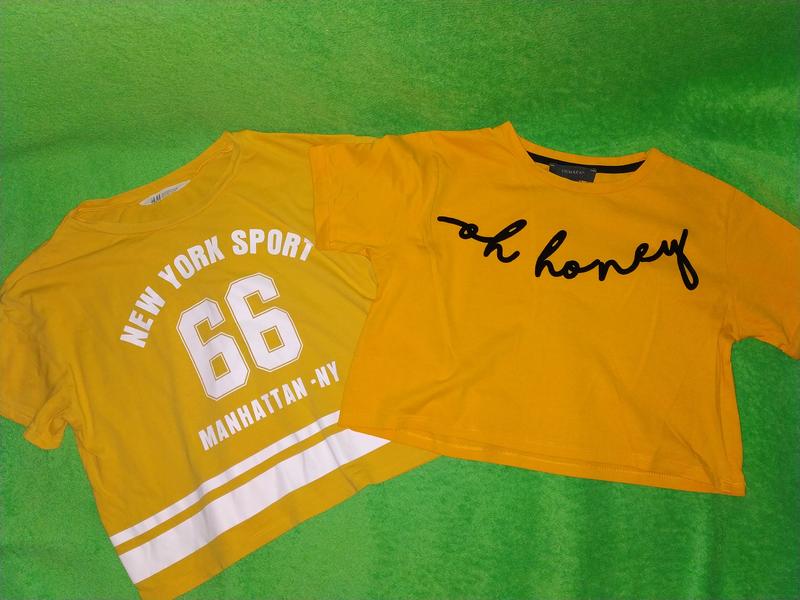 NEW YORK SPORT
66
MANHATTAN -NY
oh honey